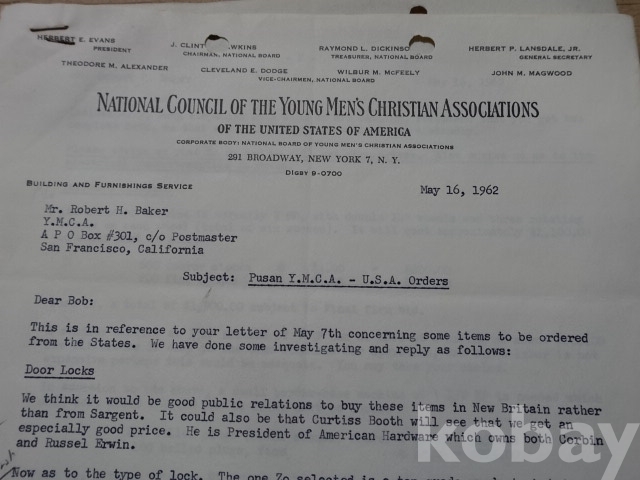 HERBERT E. EVANS
PRESIDENT
J. CLINT WKINS
CHAIRMAN, NATIONAL BOARD
RAYMOND L. DICKINSO
TREASURER, NATIONAL BOARD
HERBERT P. LANSDALE, JR.
GENERAL SECRETARY
THEODORE M. ALEXANDER
CLEVELAND E. DODGE
WILBUR M. McFEELY
JOHN M. MAGWOOD
VICE-CHAIRMEN, NATIONAL BOARD
NATIONAL COUNCIL OF THE YOUNG MEN'S CHRISTIAN ASSOCIATIONS
OF THE UNITED STATES OF AMERICA
CORPORATE BODY: NATIONAL BOARD OF YOUNG MEN'S CHRISTIAN ASSOCIATIONS
291 BROADWAY, NEW YORK 7, N. Y.
DIGBY 9-0700
BUILDING AND FURNISHINGS SERVICE
May 16, 1962
Mr. Robert H. Baker
Y.M.C.A.
A P O Box #301, c/o Postmaster
San Francisco, California
Subject: Pusan Y.M.C.A. - U.S.A. Orders
Dear Bob:
This is in reference to your letter of May 7th concerning some items to be ordered
from the States. We have done some investigating and reply as follows:
Door Locks
We think it would be good public relations to buy these items in New Britain rather
than from Sargent. It could also be that Curtiss Booth will see that we get an
especially good price. He is President of American Hardware which owns both Corbin
and Russel Erwin.
Now as to the type of lock. The one Zo selected is a
kobay